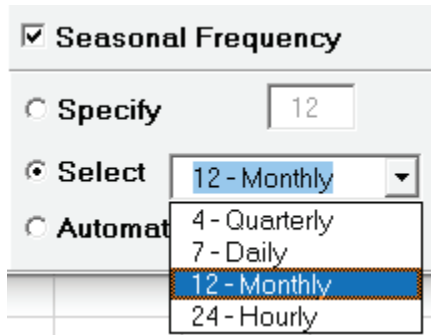 Seasonal Frequency
Specify 12
Select 12 - Monthly
Automat
4 - Quarterly
7 - Daily
12 - Monthly
24 - Hourly